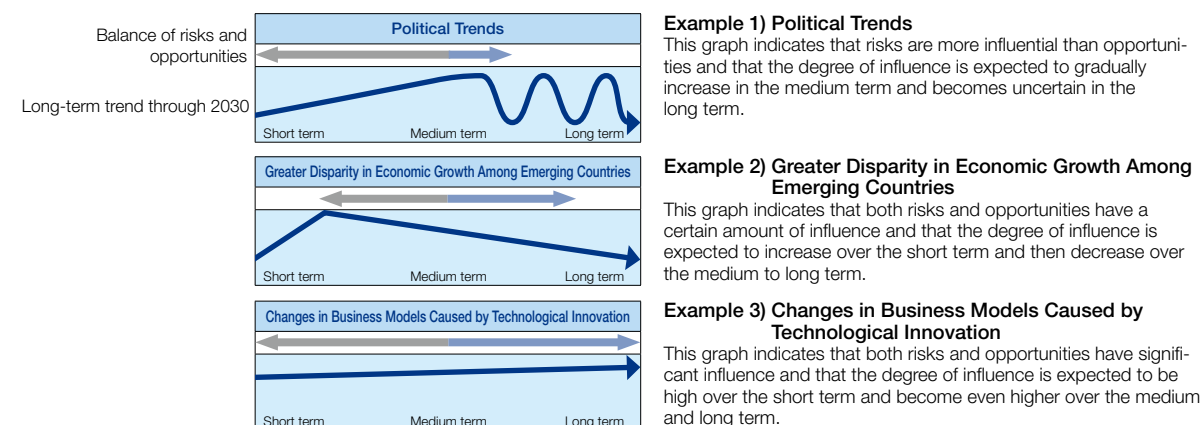 Balance of risks and
opportunities
Long-term trend through 2030
Political Trends
Short term Medium term Long term
Example 1) Political Trends
This graph indicates that risks are more influential than opportuni-
ties and that the degree of influence is expected to gradually
increase in the medium term and becomes uncertain in the
long term.
Greater Disparity in Economic Growth Among Emerging Countries
Short term Medium term Long term
Example 2) Greater Disparity in Economic Growth Among
Emerging Countries
This graph indicates that both risks and opportunities have a
certain amount of influence and that the degree of influence is
expected to increase over the short term and then decrease over
the medium to long term.
Changes in Business Models Caused by Technological Innovation
Short term Medium term Long term
Example 3) Changes in Business Models Caused by
Technological Innovation
This graph indicates that both risks and opportunities have signifi-
cant influence and that the degree of influence is expected to be
high over the short term and become even higher over the medium
and long term.